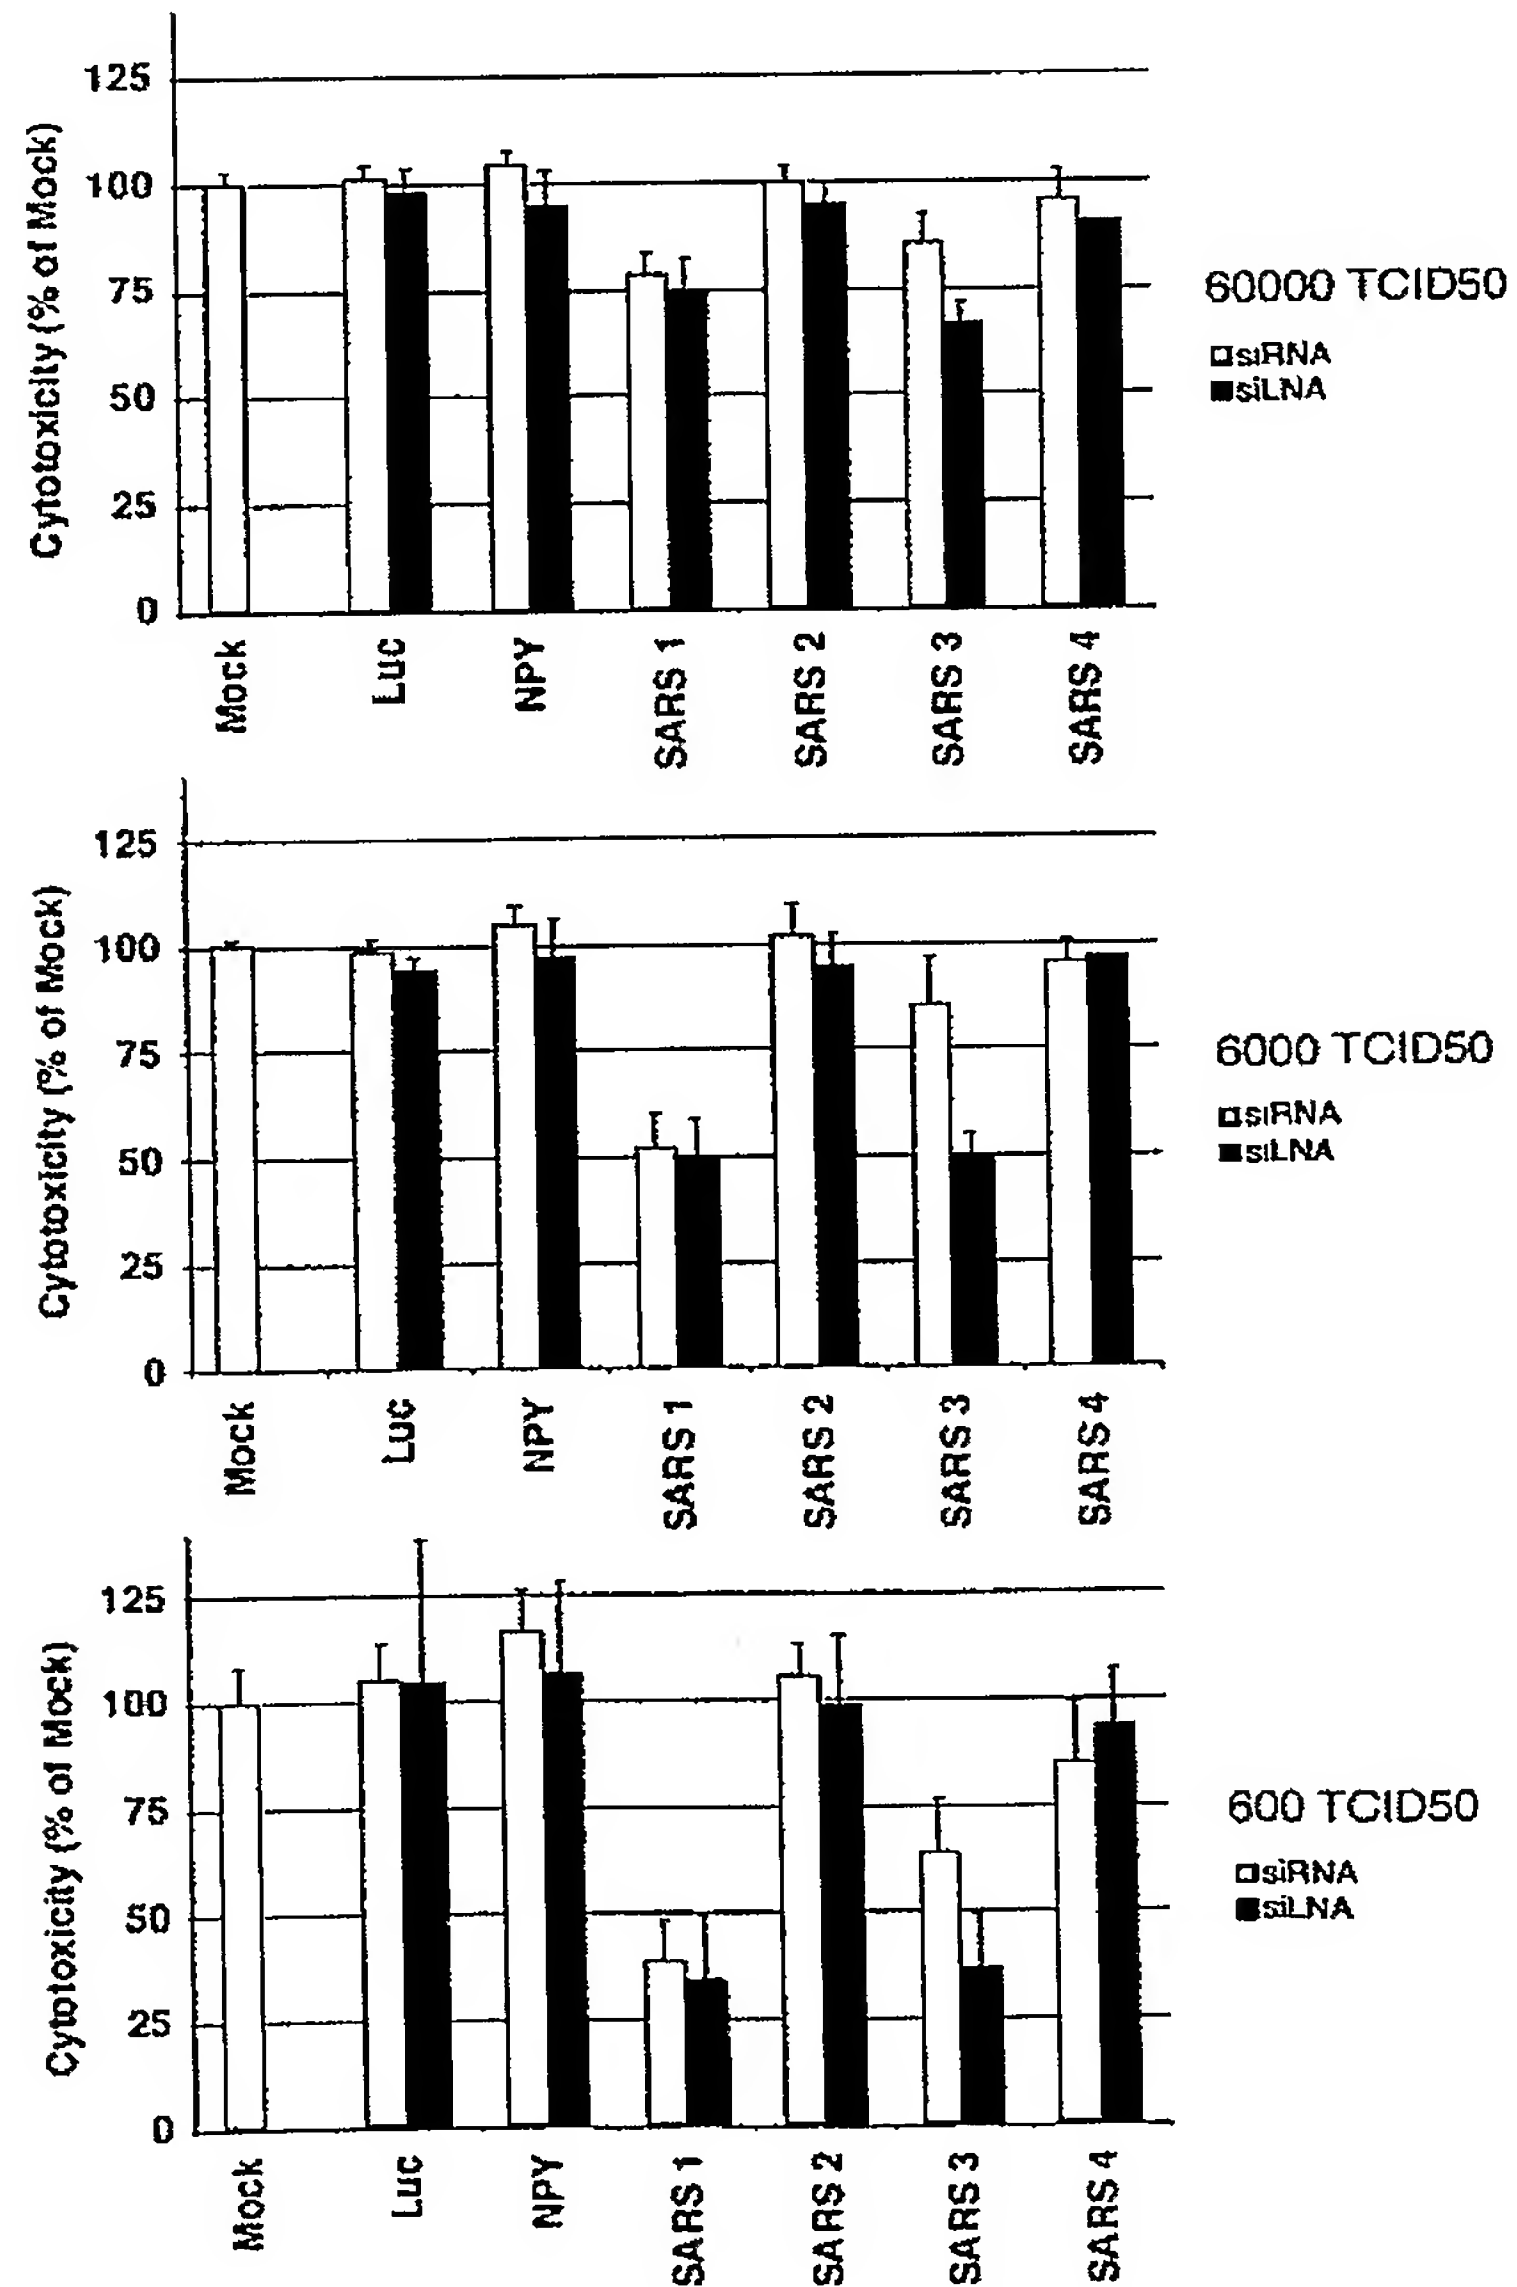 Cytotoxicity (% of Mock)
125
100
75
50
25
0
Mock
Luc
NPY
SARS 1
SARS 2
SARS 3
SARS 4
60000 TCID50
siRNA
siLNA
Cytotoxicity (% of Mock)
125
100
75
50
25
0
Mock
Luc
NPY
SARS 1
SARS 2
SARS 3
SARS 4
6000 TCID50
siRNA
siLNA
Cytotoxicity (% of Mock)
125
100
75
50
25
0
Mock
Luc
NPY
SARS 1
SARS 2
SARS 3
SARS 4
600 TCID50
siRNA
siLNA